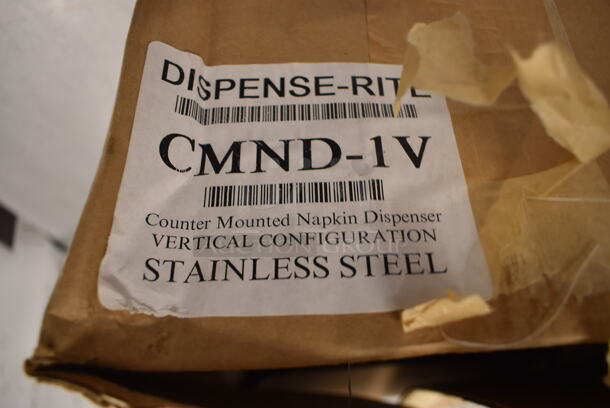 DISPENSE-RITE
CMND-1V
Counter Mounted Napkin Dispenser
VERTICAL CONFIGURATION
STAINLESS STEEL